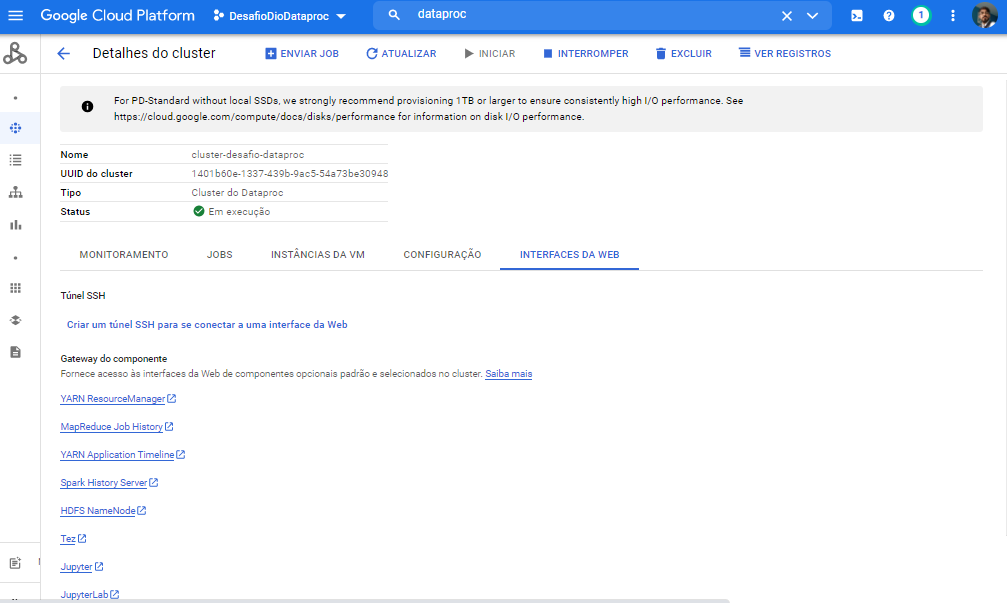 Google Cloud Platform
DesafioDioDataproc
dataproc
1
Detalhes do cluster
ENVIAR JOB
ATUALIZAR
INICIAR
INTERROMPER
EXCLUIR
VER REGISTROS
For PD-Standard without local SSDs, we strongly recommend provisioning 1TB or larger to ensure consistently high I/O performance. See
https://cloud.google.com/compute/docs/disks/performance for information on disk I/O performance.
Nome cluster-desafio-dataproc
UUID do cluster 1401b60e-1337-439b-9ac5-54a73be30948
Tipo Cluster do Dataproc
Status Em execução
MONITORAMENTO JOBS INSTÂNCIAS DA VM CONFIGURAÇÃO INTERFACES DA WEB
Túnel SSH
Criar um túnel SSH para se conectar a uma interface da Web
Gateway do componente
Fornece acesso às interfaces da Web de componentes opcionais padrão e selecionados no cluster. Saiba mais
YARN ResourceManager
MapReduce Job History
YARN Application Timeline
Spark History Server
HDFS NameNode
Tez
Jupyter
JupyterLab